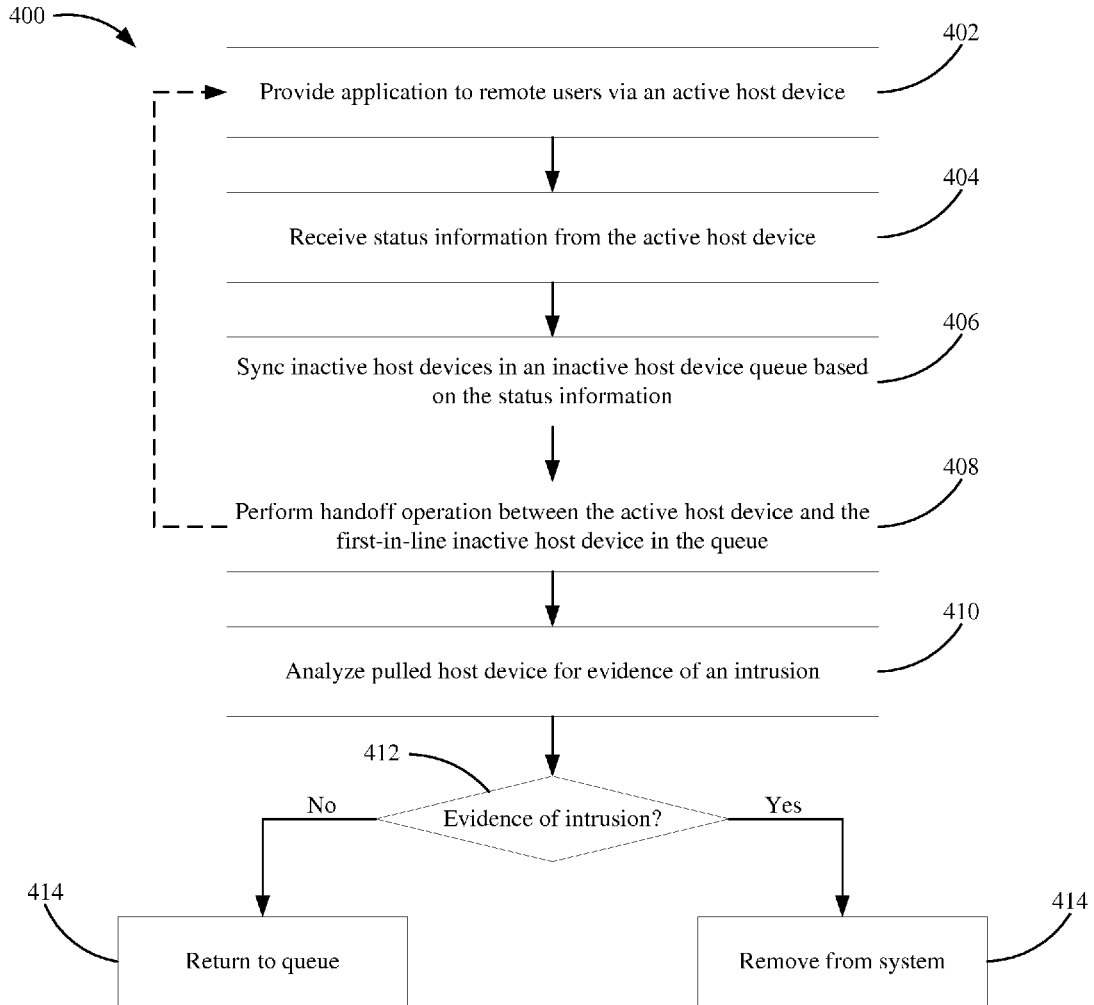 400
402
Provide application to remote users via an active host device
404
Receive status information from the active host device
406
Sync inactive host devices in an inactive host device queue based
on the status information
408
Perform handoff operation between the active host device and the
first-in-line inactive host device in the queue
410
Analyze pulled host device for evidence of an intrusion
412
No
Evidence of intrusion?
Yes
414
Return to queue
414
Remove from system